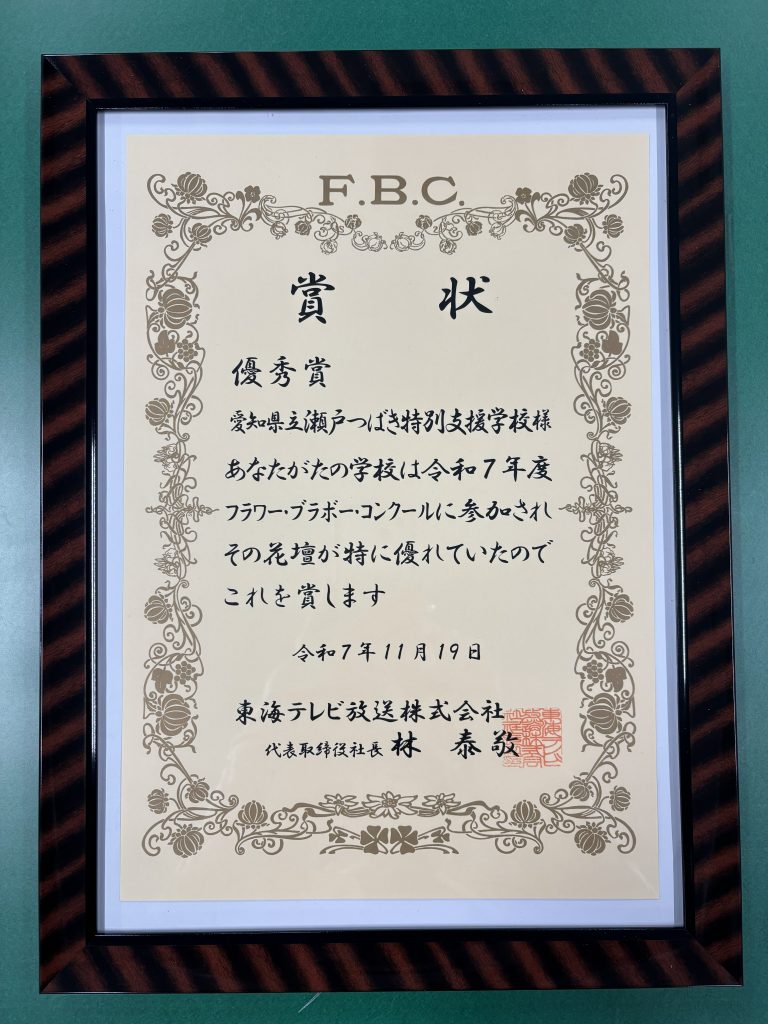 F.B.C.
賞状
優秀賞
愛知県立瀬戸つばき特別支援学校様
あなたがたの学校は令和7年度
フラワー・ブラボー・コンクールに参加され
その花壇が特に優れていたので
これを賞します
令和7年11月19日
東海テレビ放送株式会社
代表取締役社長 林 泰敬